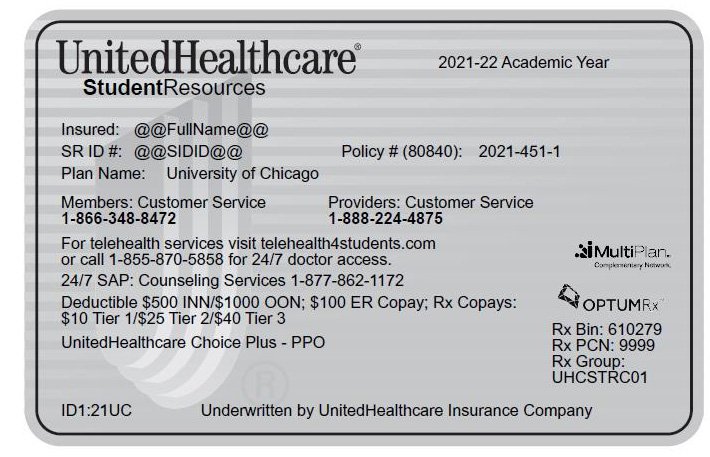 UnitedHealthcare®
2021-22 Academic Year
StudentResources
Insured: @@FullName@@
SR ID #: @@SIDID@@ Policy # (80840): 2021-451-1
Plan Name: University of Chicago
Members: Customer Service Providers: Customer Service
1-866-348-8472 1-888-224-4875
For telehealth services visit telehealth4students.com
or call 1-855-870-5858 for 24/7 doctor access.
24/7 SAP: Counseling Services 1-877-862-1172
Deductible $500 INN/$1000 OON; $100 ER Copay; Rx Copays:
$10 Tier 1/$25 Tier 2/$40 Tier 3
UnitedHealthcare Choice Plus - PPO
MultiPlan.
Complementary Network
OPTUMRx™
Rx Bin: 610279
Rx PCN: 9999
Rx Group:
UHCSTRC01
®
ID1:21UC Underwritten by UnitedHealthcare Insurance Company